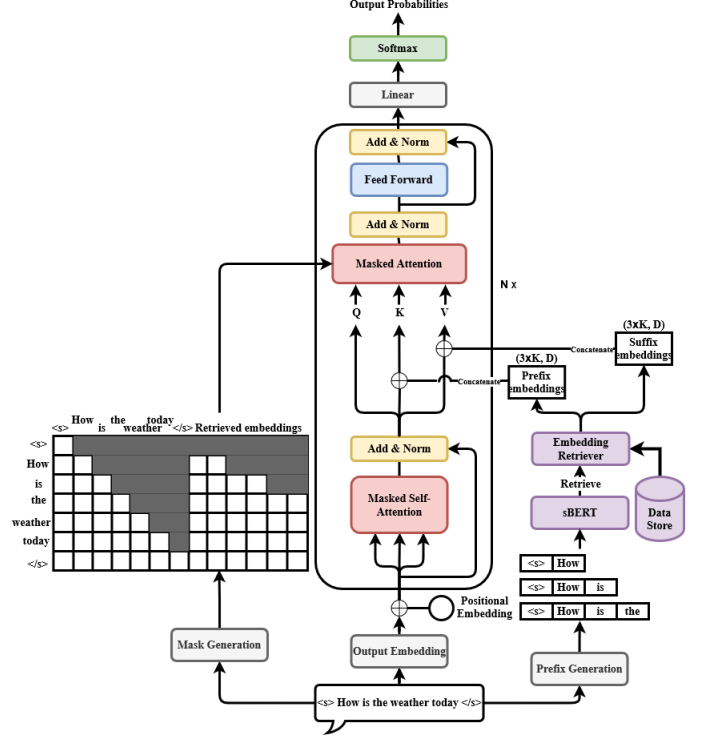 Output Probabilities
Softmax
Linear
Add & Norm
Feed Forward
Add & Norm
Masked Attention
N x
Q K V
(3xK, D)
Suffix
embeddings
Concatenate
(3xK, D)
Prefix
embeddings
Concatenate
<s> How is the weather today </s> Retrieved embeddings
<s>
How
is
the
weather
today
</s>
Add & Norm
Masked Self-
Attention
Embedding
Retriever
Retrieve
sBERT
Data
Store
<s> How
<s> How is
<s> How is the
Positional
Embedding
Mask Generation
Output Embedding
Prefix Generation
<s> How is the weather today </s>